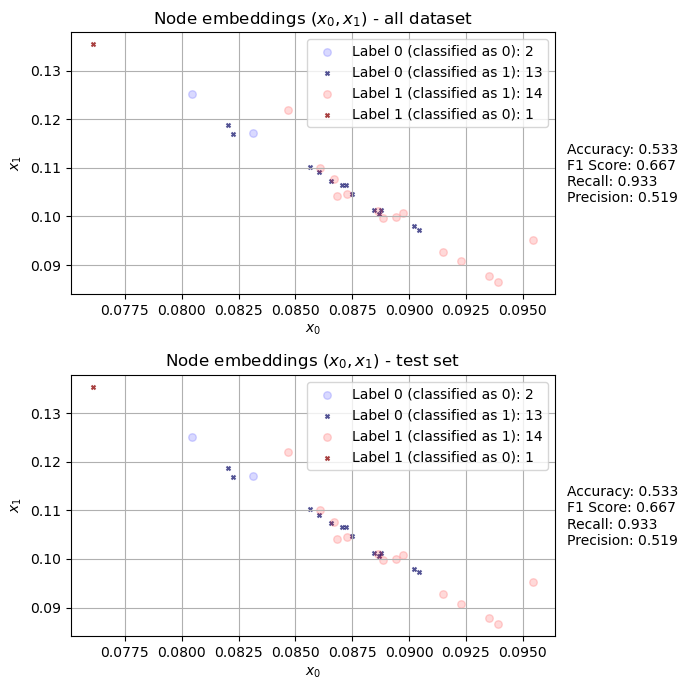 Node embeddings (x₀, x₁) - all dataset
Label 0 (classified as 0): 2
Label 0 (classified as 1): 13
Label 1 (classified as 1): 14
Label 1 (classified as 0): 1
0.13
0.12
0.11
0.10
0.09
x₁
0.0775 0.0800 0.0825 0.0850 0.0875 0.0900 0.0925 0.0950
x₀
Accuracy: 0.533
F1 Score: 0.667
Recall: 0.933
Precision: 0.519
Node embeddings (x₀, x₁) - test set
Label 0 (classified as 0): 2
Label 0 (classified as 1): 13
Label 1 (classified as 1): 14
Label 1 (classified as 0): 1
0.13
0.12
0.11
0.10
0.09
x₁
0.0775 0.0800 0.0825 0.0850 0.0875 0.0900 0.0925 0.0950
x₀
Accuracy: 0.533
F1 Score: 0.667
Recall: 0.933
Precision: 0.519